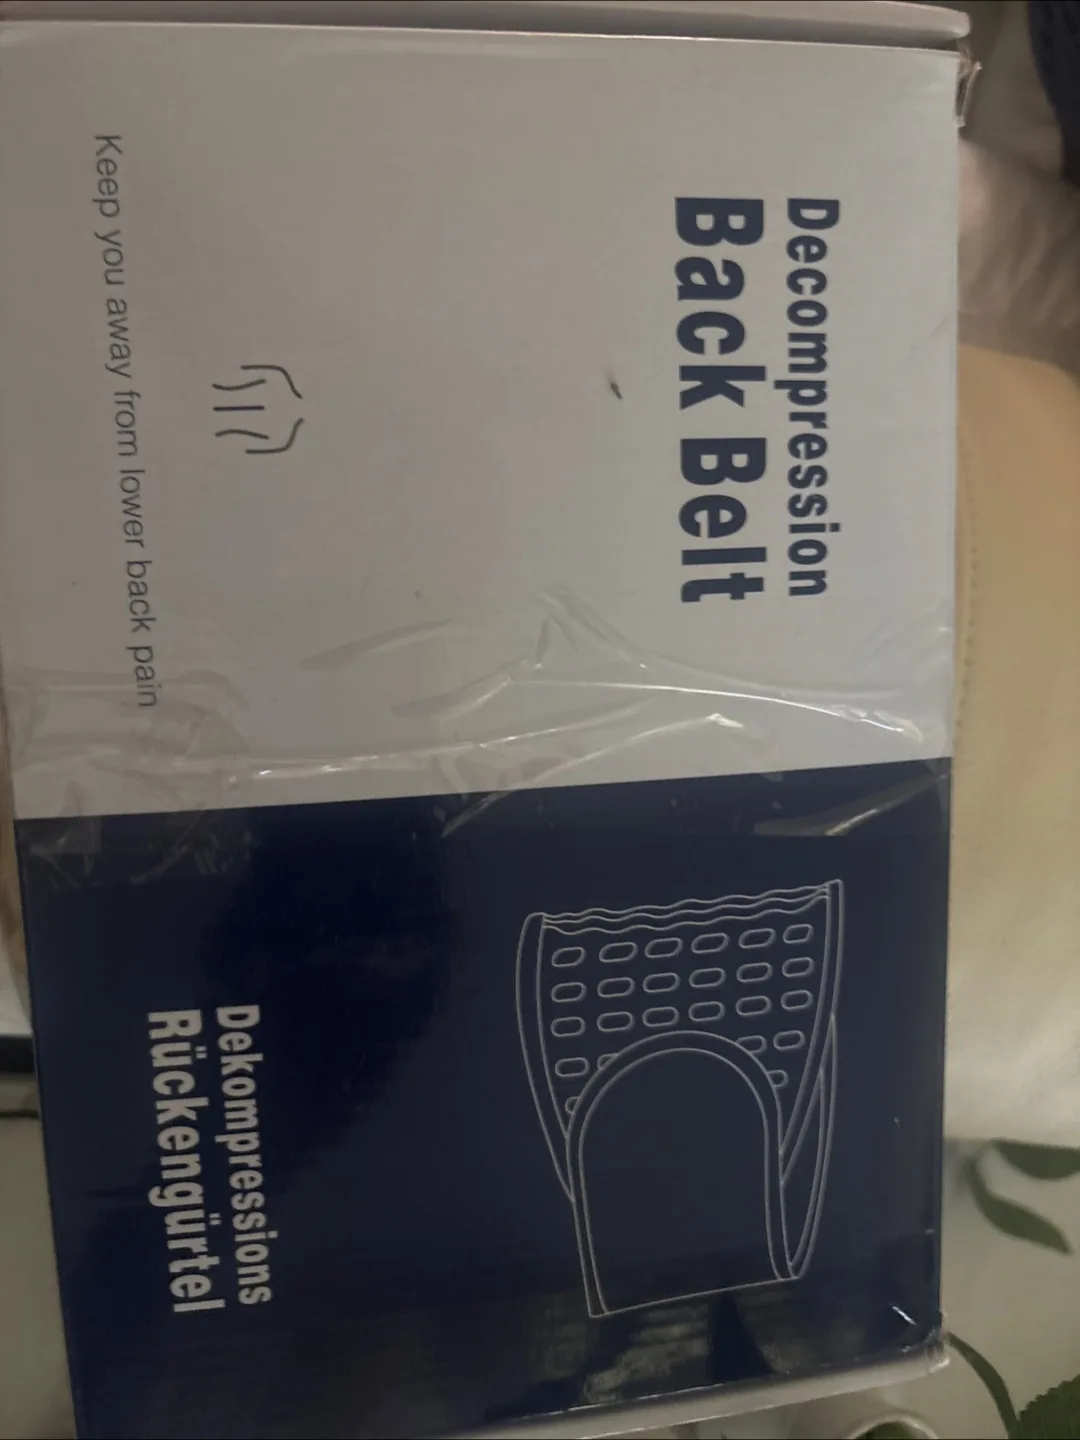 Decompression
Back Belt
Keep you away from lower back pain
Dekompressions
Rückengürtel